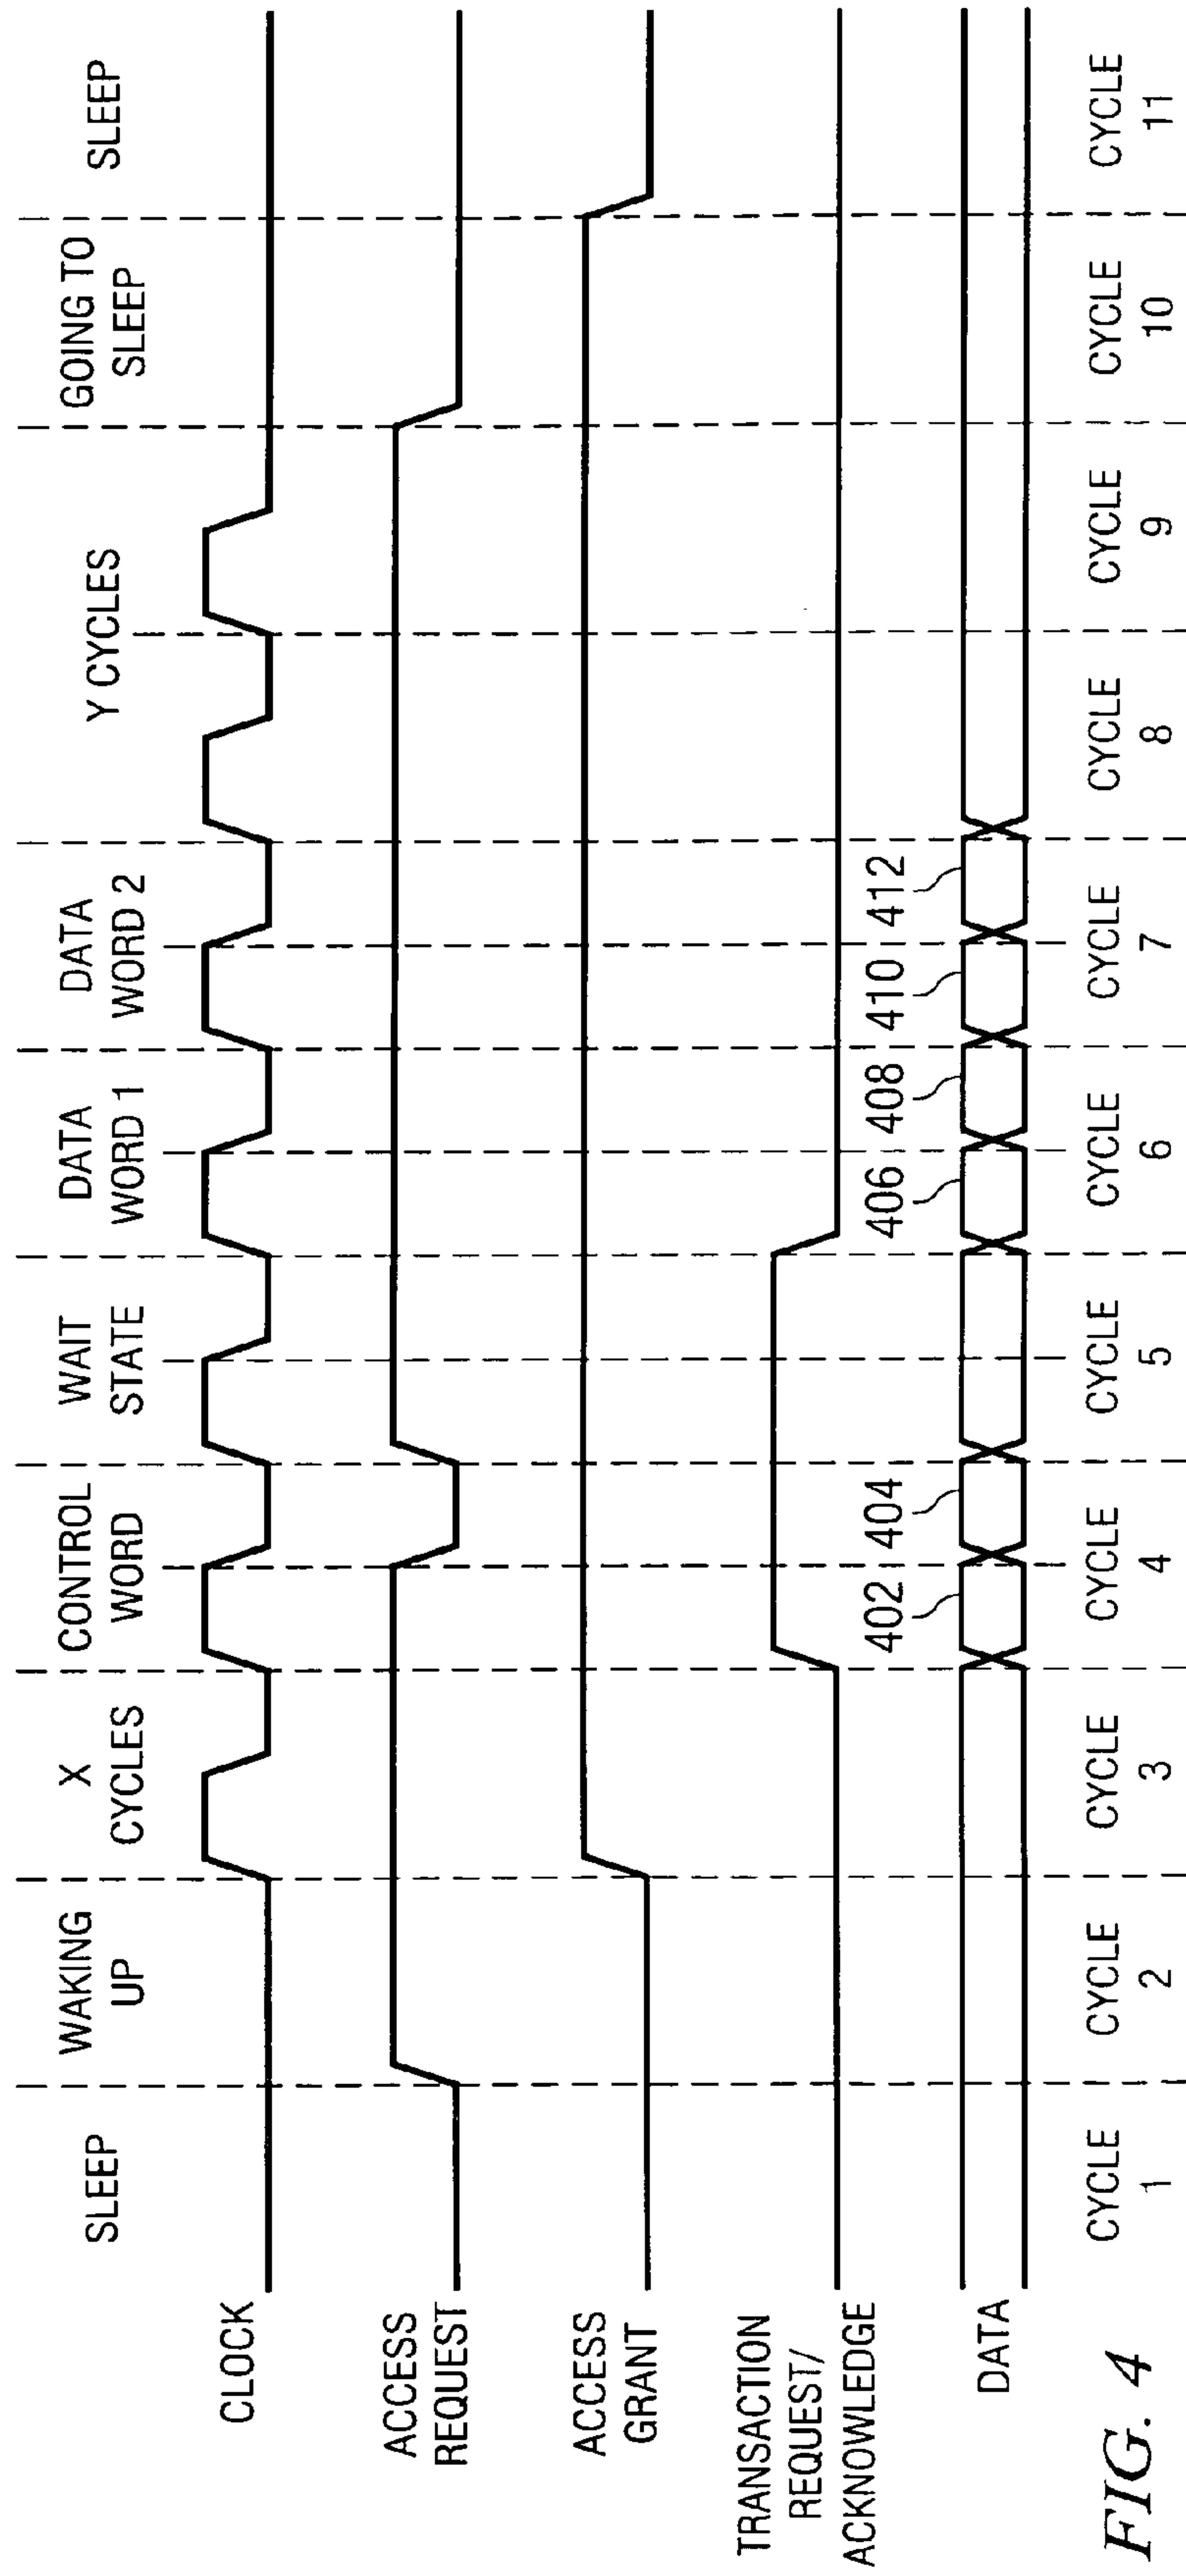 SLEEP
WAKING
UP
X
CYCLES
CONTROL
WORD
WAIT
STATE
DATA
WORD 1
DATA
WORD 2
Y CYCLES
GOING TO
SLEEP
SLEEP
CLOCK
ACCESS
REQUEST
ACCESS
GRANT
TRANSACTION
REQUEST/
ACKNOWLEDGE
402
404
406
408
410
412
DATA
CYCLE
1
CYCLE
2
CYCLE
3
CYCLE
4
CYCLE
5
CYCLE
6
CYCLE
7
CYCLE
8
CYCLE
9
CYCLE
10
CYCLE
11
FIG. 4